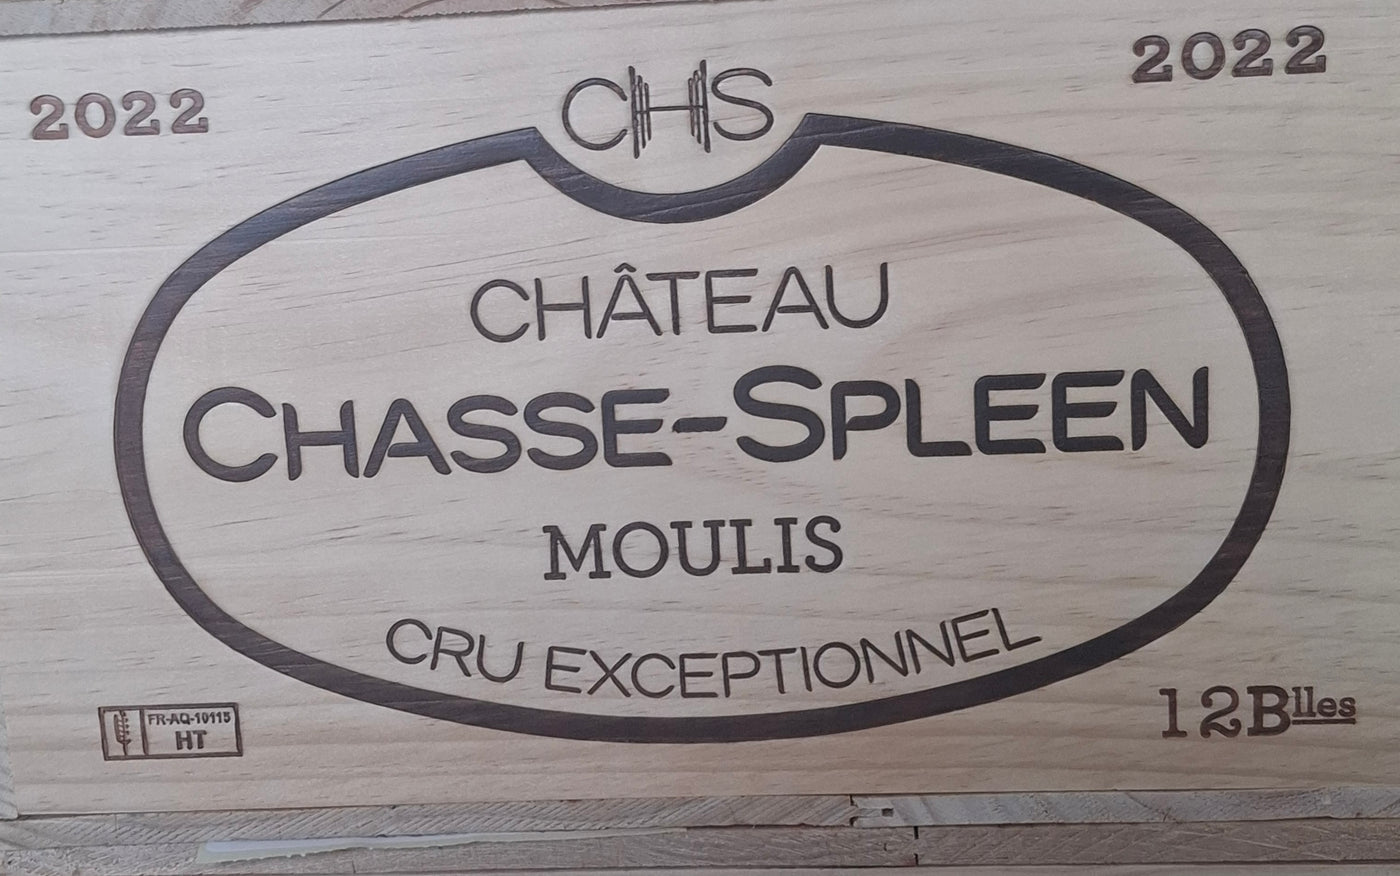 2022
2022
CHS
CHÂTEAU
CHASSE-SPLEEN
MOULIS
CRU EXCEPTIONNEL
FR-AQ-10115
HT
12Blles